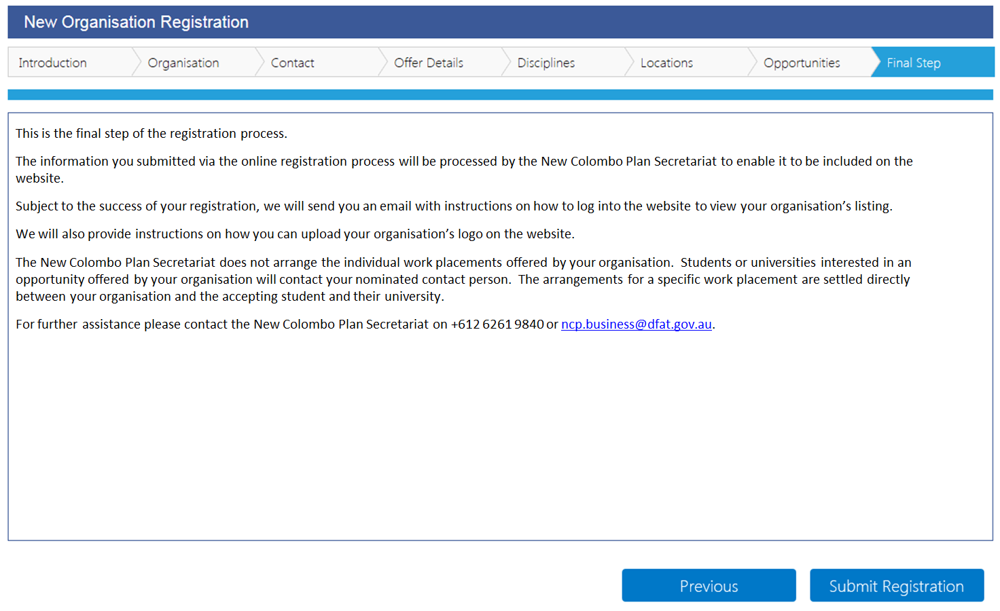 New Organisation Registration
Introduction
Organisation
Contact
Offer Details
Disciplines
Locations
Opportunities
Final Step
This is the final step of the registration process.
The information you submitted via the online registration process will be processed by the New Colombo Plan Secretariat to enable it to be included on the
website.
Subject to the success of your registration, we will send you an email with instructions on how to log into the website to view your organisation’s listing.
We will also provide instructions on how you can upload your organisation’s logo on the website.
The New Colombo Plan Secretariat does not arrange the individual work placements offered by your organisation.  Students or universities interested in an
opportunity offered by your organisation will contact your nominated contact person.  The arrangements for a specific work placement are settled directly
between your organisation and the accepting student and their university.
For further assistance please contact the New Colombo Plan Secretariat on +612 6261 9840 or ncp.business@dfat.gov.au.
Previous
Submit Registration